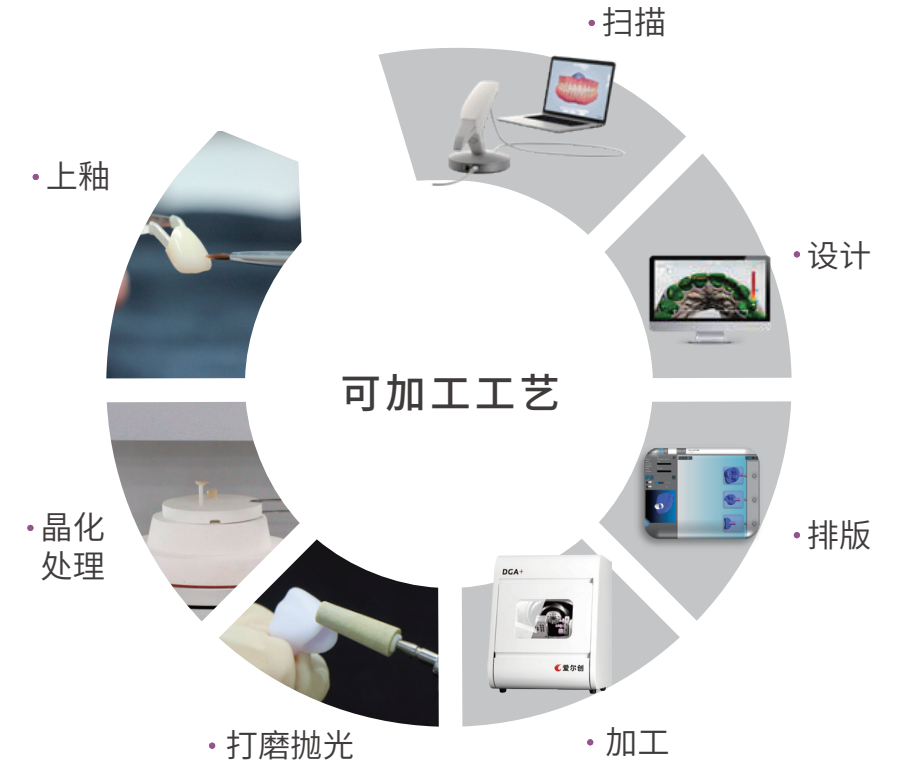 扫描
上釉
设计
可加工工艺
晶化
处理
排版
DGA+
爱尔创
打磨抛光
加工